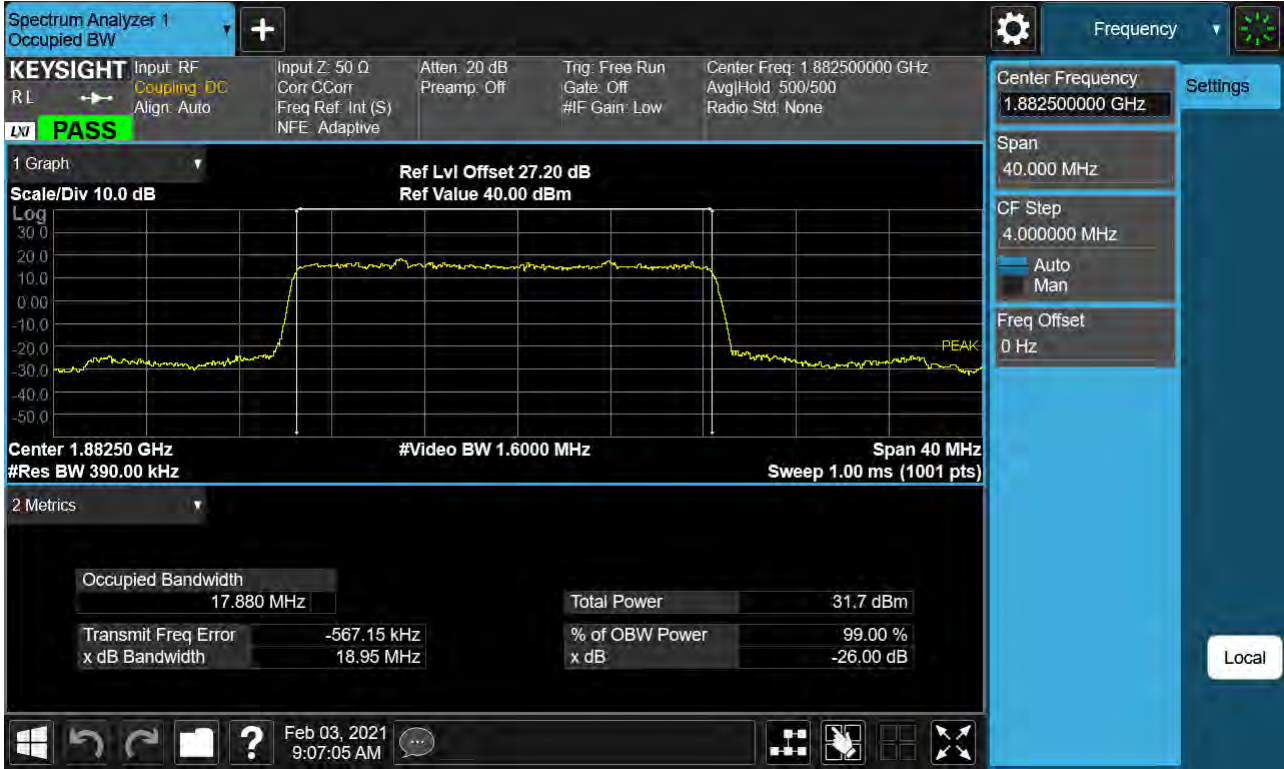 Spectrum Analyzer 1
Occupied BW
+
Frequency
KEYSIGHT
R L
LXI
PASS
Input: RF
Coupling: DC
Align: Auto
Input Z: 50 Ω
Corr CCorr
Freq Ref: Int (S)
NFE: Adaptive
Atten: 20 dB
Preamp: Off
Trig: Free Run
Gate: Off
#IF Gain: Low
Center Freq: 1.882500000 GHz
Avg|Hold: 500/500
Radio Std: None
Center Frequency
1.882500000 GHz
Settings
Span
40.000 MHz
CF Step
4.000000 MHz
Auto
Man
Freq Offset
0 Hz
Local
1 Graph
Scale/Div 10.0 dB
Ref Lvl Offset 27.20 dB
Ref Value 40.00 dBm
Log
30.0
20.0
10.0
0.00
-10.0
-20.0
-30.0
-40.0
-50.0
PEAK
Center 1.88250 GHz
#Video BW 1.6000 MHz
Span 40 MHz
#Res BW 390.00 kHz
Sweep 1.00 ms (1001 pts)
2 Metrics
Occupied Bandwidth
17.880 MHz
Total Power 31.7 dBm
Transmit Freq Error -567.15 kHz
% of OBW Power 99.00 %
x dB Bandwidth 18.95 MHz
x dB -26.00 dB
?
Feb 03, 2021
9:07:05 AM